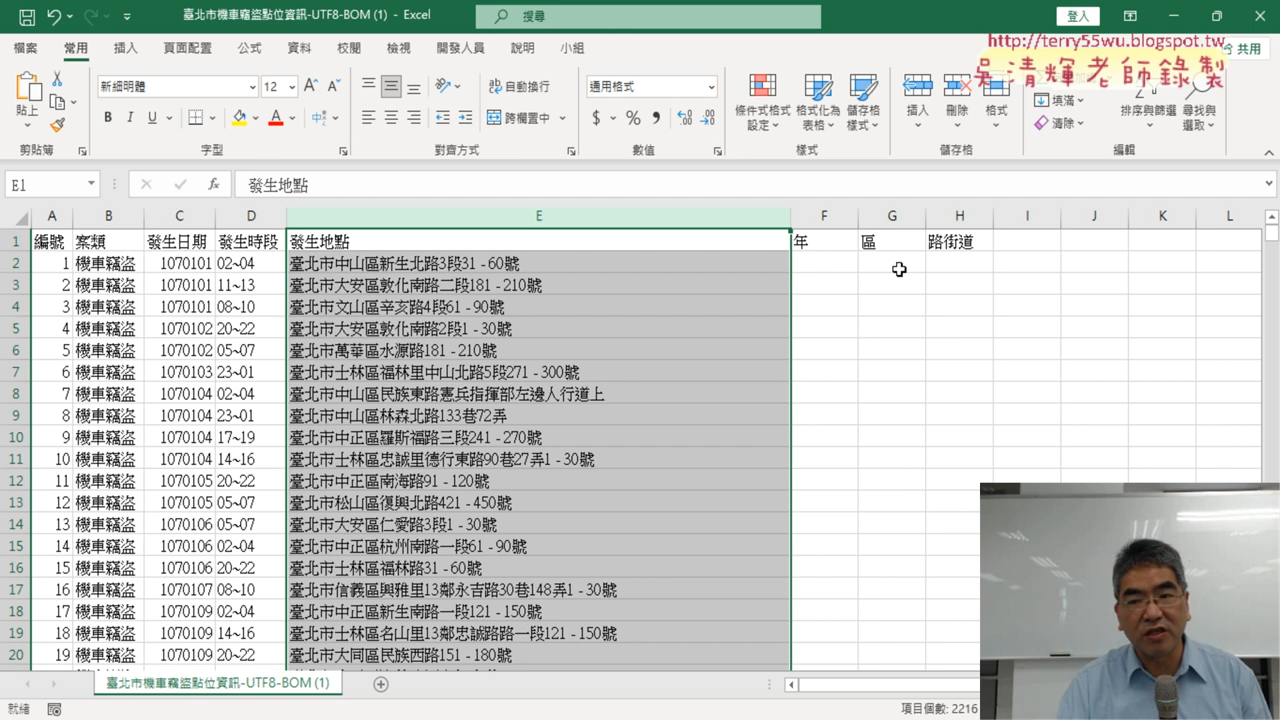 臺北市機車竊盜點位資訊-UTF8-BOM (1) - Excel
搜尋
登入
檔案 常用 插入 頁面配置 公式 資料 校閱 檢視 開發人員 說明 小組
共用
http://terry55wu.blogspot.tw
吳清輝老師錄製
貼上
新細明體 12
自動換行
通用格式
B I U
跨欄置中
$ % 9
條件式格式設定 格式化為表格 儲存格樣式
插入 刪除 格式
填滿
清除
排序與篩選 尋找與選取
剪貼簿 字型 對齊方式 數值 樣式 儲存格 編輯
E1 fx 發生地點
A B C D E F G H I J K L
1 編號 案類 發生日期 發生時段 發生地點 年 區 路街道
2 1 機車竊盜 1070101 02~04 臺北市中山區新生北路3段31 - 60號
3 2 機車竊盜 1070101 11~13 臺北市大安區敦化南路二段181 - 210號
4 3 機車竊盜 1070101 08~10 臺北市文山區辛亥路4段61 - 90號
5 4 機車竊盜 1070102 20~22 臺北市大安區敦化南路2段1 - 30號
6 5 機車竊盜 1070102 05~07 臺北市萬華區水源路181 - 210號
7 6 機車竊盜 1070103 23~01 臺北市士林區福林里中山北路5段271 - 300號
8 7 機車竊盜 1070104 02~04 臺北市中山區民族東路憲兵指揮部左邊人行道上
9 8 機車竊盜 1070104 23~01 臺北市中山區林森北路133巷72弄
10 9 機車竊盜 1070104 17~19 臺北市中正區羅斯福路三段241 - 270號
11 10 機車竊盜 1070104 14~16 臺北市士林區忠誠里德行東路90巷27弄1 - 30號
12 11 機車竊盜 1070105 20~22 臺北市中正區南海路91 - 120號
13 12 機車竊盜 1070105 05~07 臺北市松山區復興北路421 - 450號
14 13 機車竊盜 1070106 05~07 臺北市大安區仁愛路3段1 - 30號
15 14 機車竊盜 1070106 02~04 臺北市中正區杭州南路一段61 - 90號
16 15 機車竊盜 1070106 20~22 臺北市士林區福林路31 - 60號
17 16 機車竊盜 1070107 08~10 臺北市信義區興雅里13鄰永吉路30巷148弄1 - 30號
18 17 機車竊盜 1070109 02~04 臺北市中正區新生南路一段121 - 150號
19 18 機車竊盜 1070109 14~16 臺北市士林區名山里13鄰忠誠路路一段121 - 150號
20 19 機車竊盜 1070109 20~22 臺北市大同區民族西路151 - 180號
臺北市機車竊盜點位資訊-UTF8-BOM (1)
就緒
項目個數: 2216